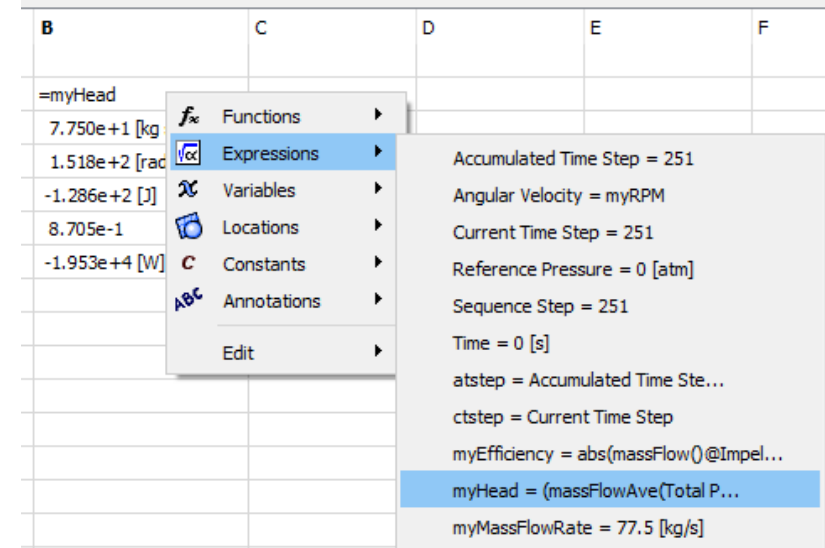 B C D E F
=myHead
7.750e+1 [kg
1.518e+2 [rad
-1.286e+2 [J]
8.705e-1
-1.953e+4 [W]
fx Functions
√α Expressions
x Variables
Locations
C Constants
ABC Annotations
Edit
Accumulated Time Step = 251
Angular Velocity = myRPM
Current Time Step = 251
Reference Pressure = 0 [atm]
Sequence Step = 251
Time = 0 [s]
atstep = Accumulated Time Ste...
ctstep = Current Time Step
myEfficiency = abs(massFlow()@Impel...
myHead = (massFlowAve(Total P...
myMassFlowRate = 77.5 [kg/s]